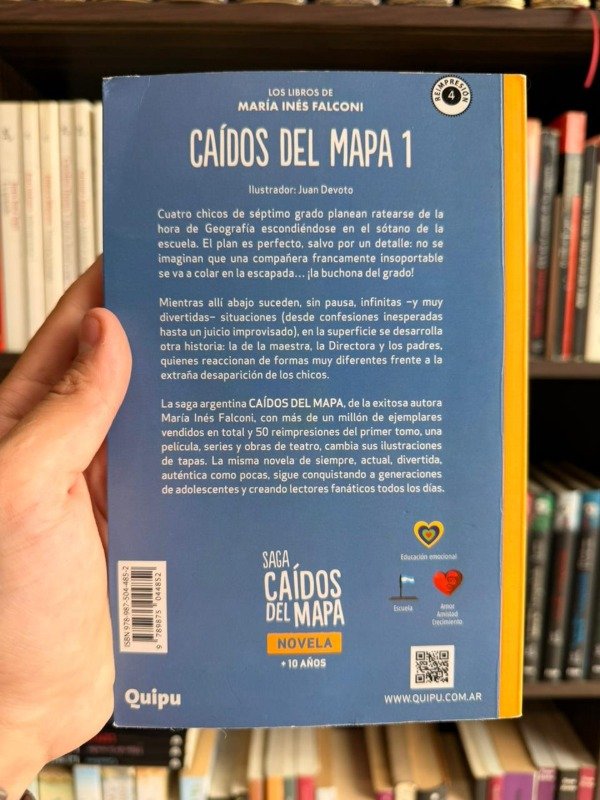 LOS LIBROS DE
MARÍA INÉS FALCONI
REIMPRESIÓN
4
CAÍDOS DEL MAPA 1
Ilustrador: Juan Devoto
Cuatro chicos de séptimo grado planean ratearse de la
hora de Geografía escondiéndose en el sótano de la
escuela. El plan es perfecto, salvo por un detalle: no se
imaginan que una compañera francamente insoportable
se va a colar en la escapada... ¡la buchona del grado!
Mientras allí abajo suceden, sin pausa, infinitas –y muy
divertidas– situaciones (desde confesiones inesperadas
hasta un juicio improvisado), en la superficie se desarrolla
otra historia: la de la maestra, la Directora y los padres,
quienes reaccionan de formas muy diferentes frente a la
extraña desaparición de los chicos.
La saga argentina CAÍDOS DEL MAPA, de la exitosa autora
María Inés Falconi, con más de un millón de ejemplares
vendidos en total y 50 reimpresiones del primer tomo, una
película, series y obras de teatro, cambia sus ilustraciones
de tapas. La misma novela de siempre, actual, divertida,
auténtica como pocas, sigue conquistando a generaciones
de adolescentes y creando lectores fanáticos todos los días.
Educación emocional
Escuela
Amor
Amistad
Crecimiento
SAGA
CAÍDOS
DEL MAPA
NOVELA
+ 10 AÑOS
ISBN 978-987-504-485-2
9 789875 044852
Quipu
WWW.QUIPU.COM.AR